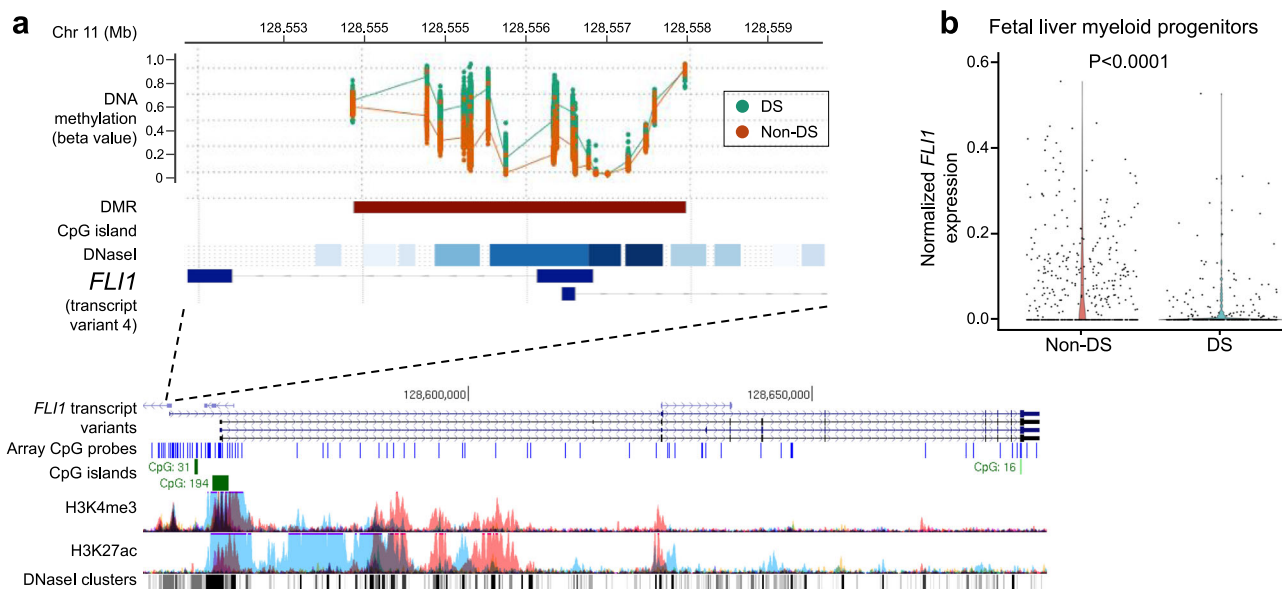 a
Chr 11 (Mb)
128.553
128.555
128.555
128.556
128.557
128.558
128.559
DNA
methylation
(beta value)
1.0
0.8
0.6
0.4
0.2
0
DS
Non-DS
DMR
CpG island
DNaseI
FLI1
(transcript
variant 4)
128,600,000
128,650,000
FLI1 transcript
variants
Array CpG probes
CpG islands
CpG: 31
CpG: 194
CpG: 16
H3K4me3
H3K27ac
DNaseI clusters
b
Fetal liver myeloid progenitors
P<0.0001
Normalized FLI1
expression
0.6
0.4
0.2
0.0
Non-DS
DS